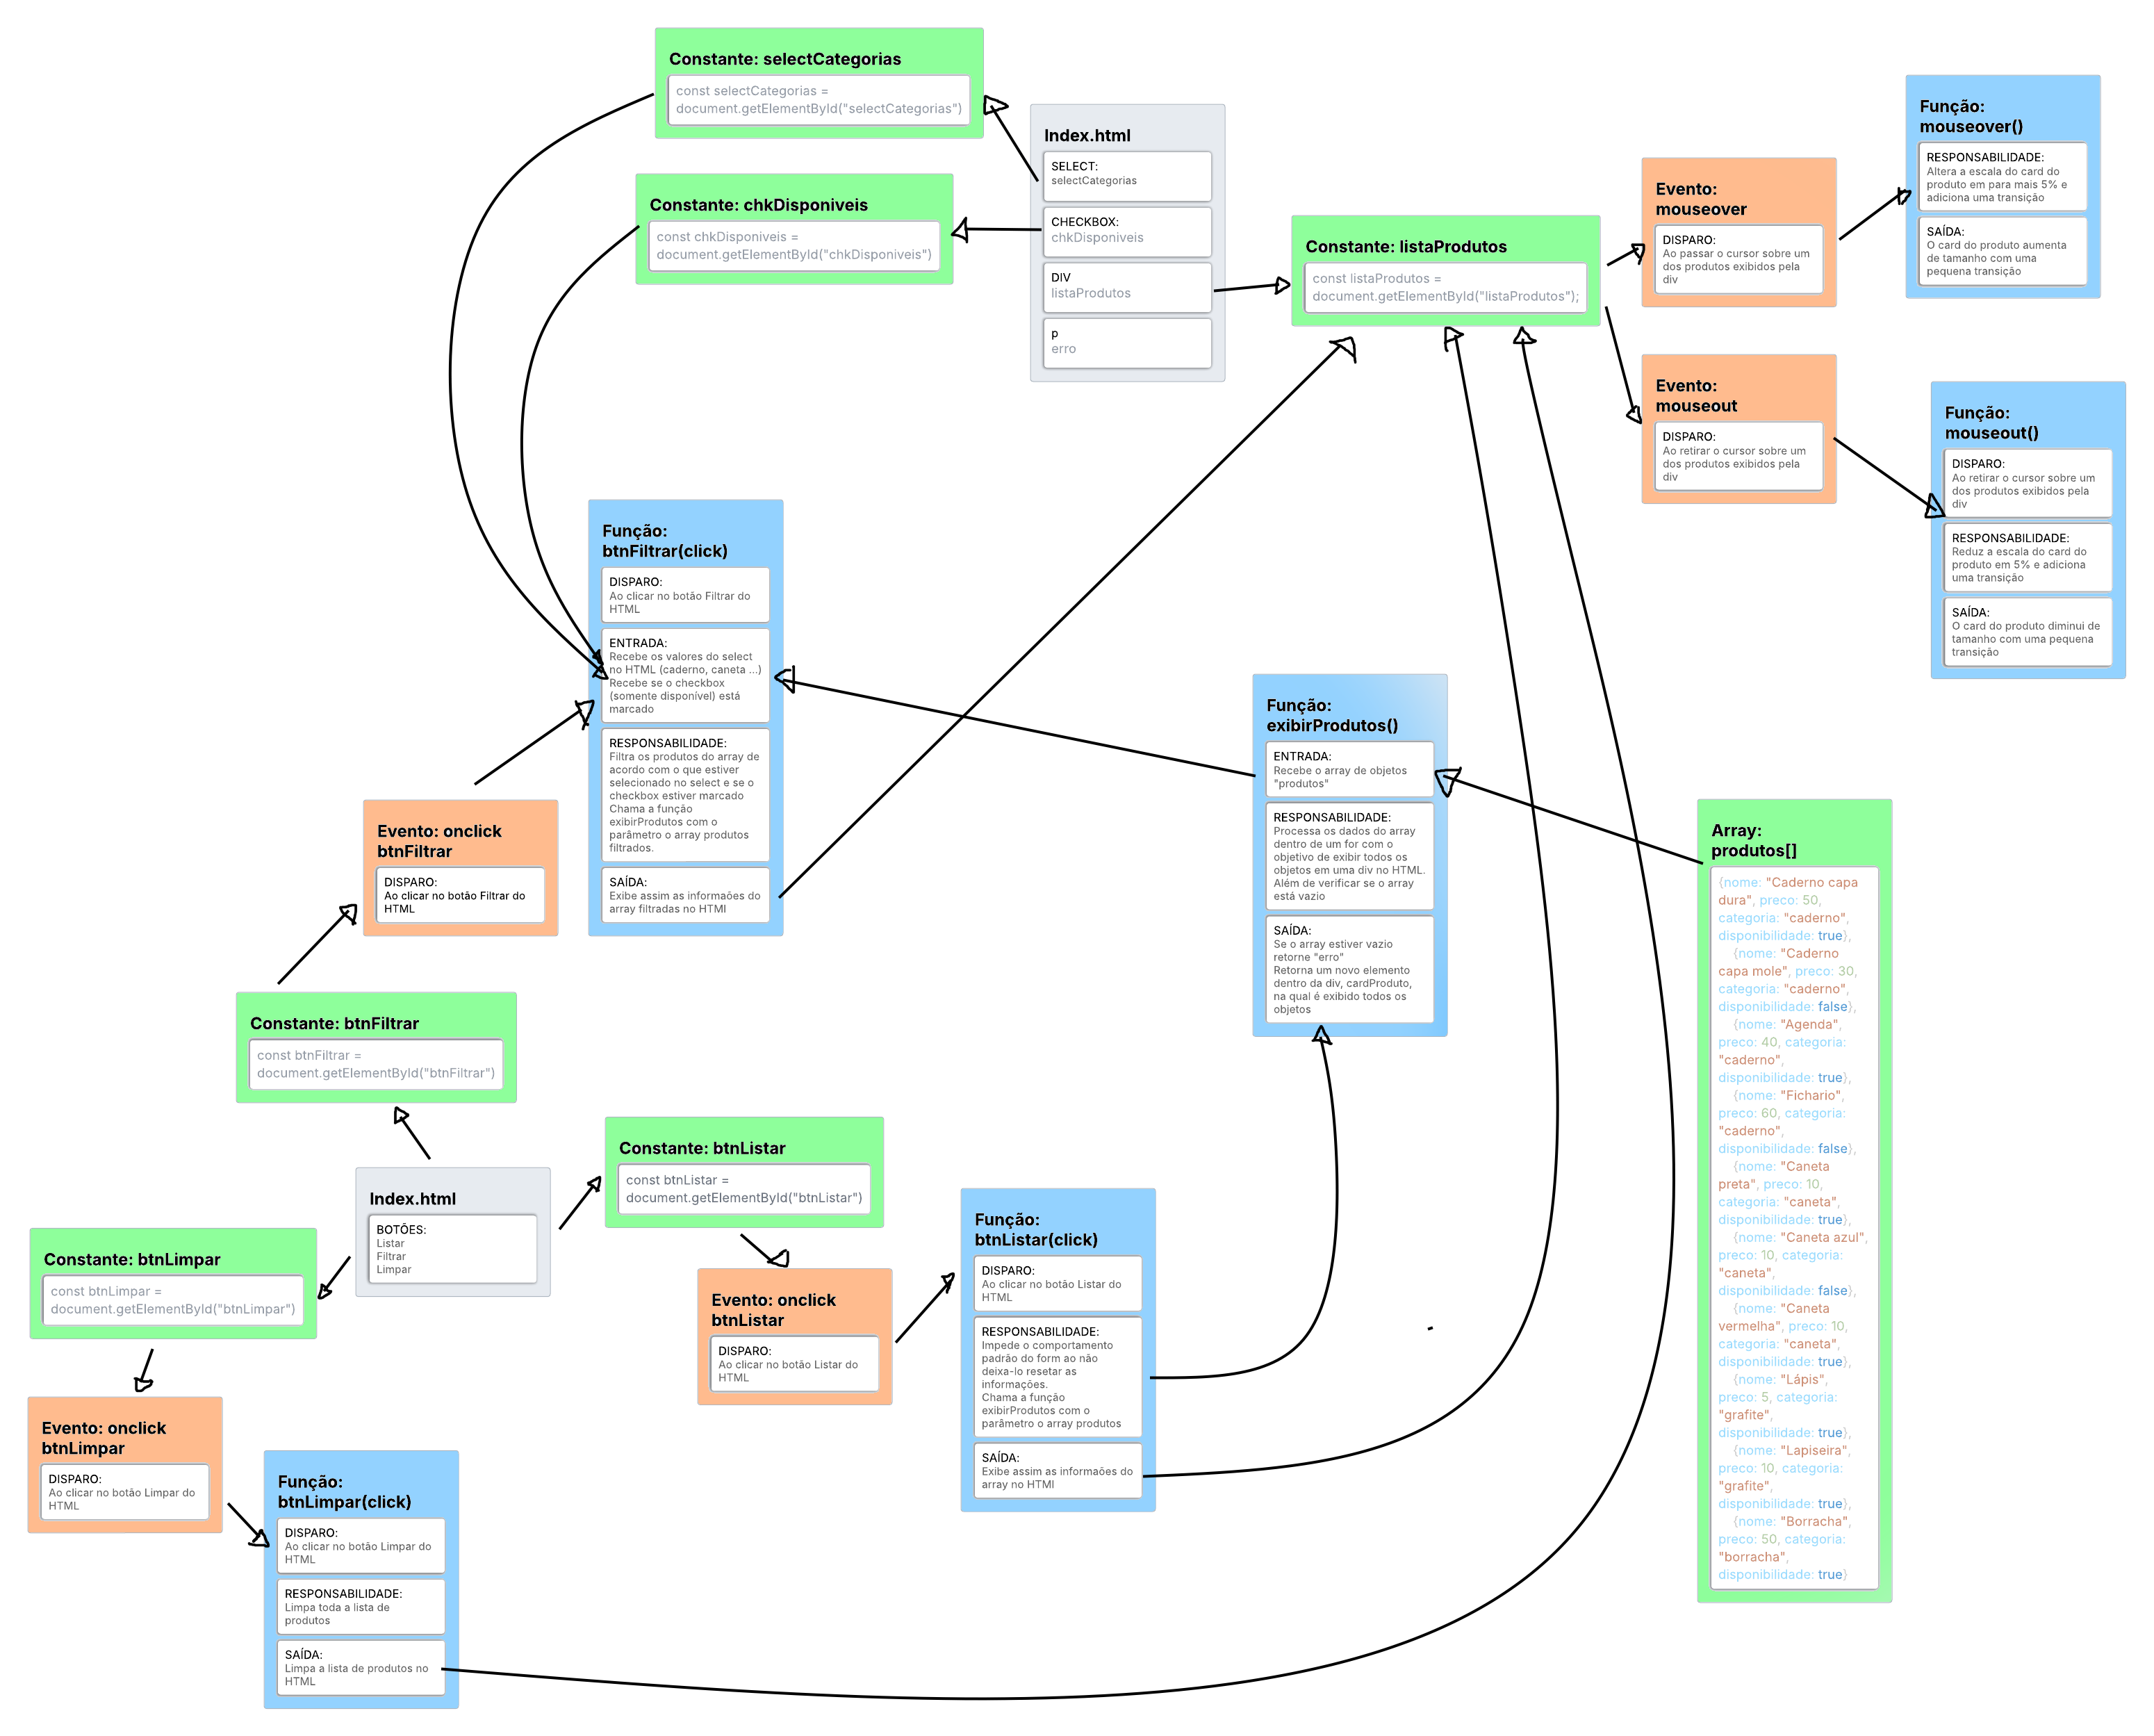 Constante: selectCategorias
const selectCategorias =
document.getElementById("selectCategorias")
Constante: chkDisponiveis
const chkDisponiveis =
document.getElementById("chkDisponiveis")
Index.html
SELECT:
selectCategorias
CHECKBOX:
chkDisponiveis
DIV
listaProdutos
p
erro
Constante: listaProdutos
const listaProdutos =
document.getElementById("listaProdutos");
Evento:
mouseover
DISPARO:
Ao passar o cursor sobre um
dos produtos exibidos pela
div
Função:
mouseover()
RESPONSABILIDADE:
Altera a escala do card do
produto em para mais 5% e
adiciona uma transição
SAÍDA:
O card do produto aumenta
de tamanho com uma
pequena transição
Evento:
mouseout
DISPARO:
Ao retirar o cursor sobre um
dos produtos exibidos pela
div
Função:
mouseout()
DISPARO:
Ao retirar o cursor sobre um
dos produtos exibidos pela
div
RESPONSABILIDADE:
Reduz a escala do card do
produto em 5% e adiciona
uma transição
SAÍDA:
O card do produto diminui de
tamanho com uma pequena
transição
Função:
btnFiltrar(click)
DISPARO:
Ao clicar no botão Filtrar do
HTML
ENTRADA:
Recebe os valores do select
no HTML (caderno, caneta ...)
Recebe se o checkbox
(somente disponível) está
marcado
RESPONSABILIDADE:
Filtra os produtos do array de
acordo com o que estiver
selecionado no select e se o
checkbox estiver marcado
Chama a função
exibirProdutos com o
parâmetro o array produtos
filtrados.
SAÍDA:
Exibe assim as informações do
array filtradas no HTMl
Função:
exibirProdutos()
ENTRADA:
Recebe o array de objetos
"produtos"
RESPONSABILIDADE:
Processa os dados do array
dentro de um for com o
objetivo de exibir todos os
objetos em uma div no HTML.
Além de verificar se o array
está vazio
SAÍDA:
Se o array estiver vazio
retorne "erro"
Retorna um novo elemento
dentro da div, cardProduto,
na qual é exibido todos os
objetos
Array:
produtos[]
{nome: "Caderno capa
dura", preco: 50,
categoria: "caderno",
disponibilidade: true},
{nome: "Caderno
capa mole", preco: 30,
categoria: "caderno",
disponibilidade: false},
{nome: "Agenda",
preco: 40, categoria:
"caderno",
disponibilidade: true},
{nome: "Fichario",
preco: 60, categoria:
"caderno",
disponibilidade: false},
{nome: "Caneta
preta", preco: 10,
categoria: "caneta",
disponibilidade: true},
{nome: "Caneta azul",
preco: 10, categoria:
"caneta",
disponibilidade: false},
{nome: "Caneta
vermelha", preco: 10,
categoria: "caneta",
disponibilidade: true},
{nome: "Lápis",
preco: 5, categoria:
"grafite",
disponibilidade: true},
{nome: "Lapiseira",
preco: 10, categoria:
"grafite",
disponibilidade: true},
{nome: "Borracha",
preco: 50, categoria:
"borracha",
disponibilidade: true}
Evento: onclick
btnFiltrar
DISPARO:
Ao clicar no botão Filtrar do
HTML
Constante: btnFiltrar
const btnFiltrar =
document.getElementById("btnFiltrar")
Index.html
BOTÕES:
Listar
Filtrar
Limpar
Constante: btnListar
const btnListar =
document.getElementById("btnListar")
Evento: onclick
btnListar
DISPARO:
Ao clicar no botão Listar do
HTML
Função:
btnListar(click)
DISPARO:
Ao clicar no botão Listar do
HTML
RESPONSABILIDADE:
Impede o comportamento
padrão do form ao não
deixa-lo resetar as
informações.
Chama a função
exibirProdutos com o
parâmetro o array produtos
SAÍDA:
Exibe assim as informações do
array no HTMl
Constante: btnLimpar
const btnLimpar =
document.getElementById("btnLimpar")
Evento: onclick
btnLimpar
DISPARO:
Ao clicar no botão Limpar do
HTML
Função:
btnLimpar(click)
DISPARO:
Ao clicar no botão Limpar do
HTML
RESPONSABILIDADE:
Limpa toda a lista de
produtos
SAÍDA:
Limpa a lista de produtos no
HTML